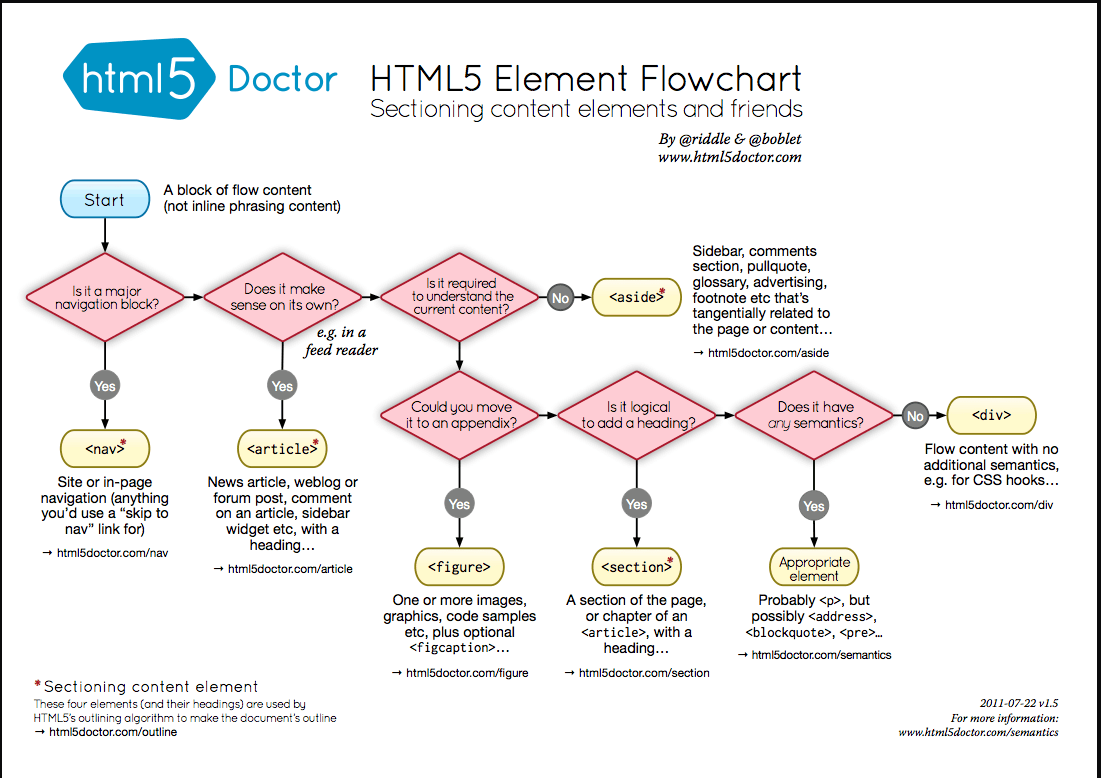 html5 Doctor
HTML5 Element Flowchart
Sectioning content elements and friends
By @riddle & @boblet
www.html5doctor.com
Start
A block of flow content
(not inline phrasing content)
Is it a major
navigation block?
Does it make
sense on its own?
e.g. in a
feed reader
Is it required
to understand the
current content?
No
<aside>*
Sidebar, comments
section, pullquote,
glossary, advertising,
footnote etc that's
tangentially related to
the page or content…
→ html5doctor.com/aside
Yes
<nav>*
Site or in-page
navigation (anything
you'd use a “skip to
nav” link for)
→ html5doctor.com/nav
Yes
<article>*
News article, weblog or
forum post, comment
on an article, sidebar
widget etc, with a
heading…
→ html5doctor.com/article
Could you move
it to an appendix?
Is it logical
to add a heading?
Does it have
any semantics?
No
<div>
Flow content with no
additional semantics,
e.g. for CSS hooks…
→ html5doctor.com/div
Yes
<figure>
One or more images,
graphics, code samples
etc, plus optional
<figcaption>…
→ html5doctor.com/figure
Yes
<section>*
A section of the page,
or chapter of an
<article>, with a
heading…
→ html5doctor.com/section
Yes
Appropriate
element
Probably <p>, but
possibly <address>,
<blockquote>, <pre>…
→ html5doctor.com/semantics
*Sectioning content element
These four elements (and their headings) are used by
HTML5's outlining algorithm to make the document's outline
→ html5doctor.com/outline
2011-07-22 v1.5
For more information:
www.html5doctor.com/semantics